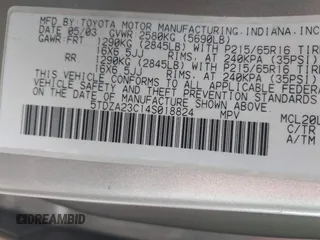 MFD BY: TOYOTA MOTOR MANUFACTURING, INDIANA, INC
DATE 05/03 GVWR 2580KG (5690LB)
GAWR: FRT 1290KG (2845LB) WITH P215/65R16 TIRES
16X6.5JJ RIMS, AT 240KPA (35PSI)
RR 1290KG (2845LB) WITH P215/65R16 TIRES
16X6.5JJ RIMS, AT 240KPA (35PSI)
THIS VEHICLE CONFORMS TO ALL APPLICABLE FEDERAL MOTOR
VEHICLE SAFETY AND THEFT PREVENTION STANDARDS
IN EFFECT ON THE DATE OF MANUFACTURE SHOWN ABOVE.
5TDZA23C14S018824 MPV
MCL20L
C/TR
A/TM
DREAMBID